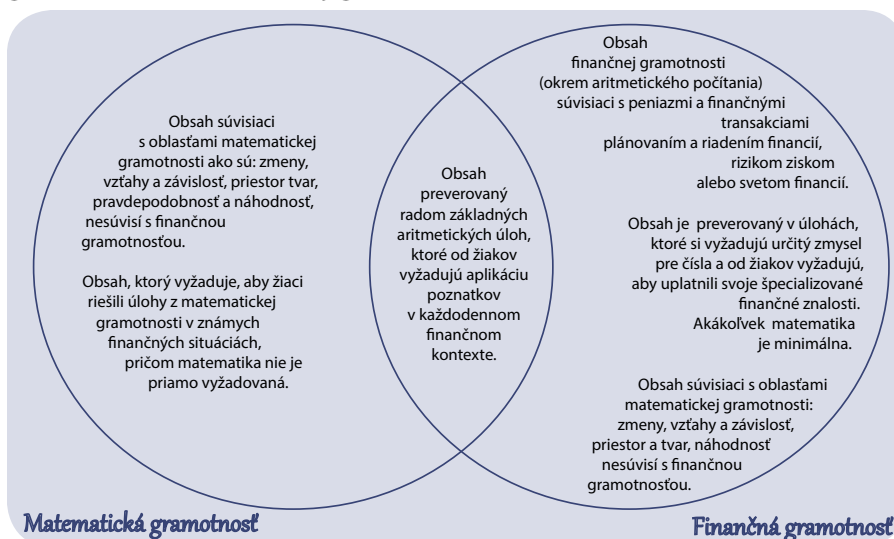 Obsah súvisiaci
s oblasťami matematickej
gramotnosti ako sú: zmeny,
vzťahy a závislosť, priestor tvar,
pravdepodobnosť a náhodnosť,
nesúvisí s finančnou
gramotnosťou.
Obsah, ktorý vyžaduje, aby žiaci
riešili úlohy z matematickej
gramotnosti v známych
finančných situáciách,
pričom matematika nie je
priamo vyžadovaná.
Obsah
preverovaný
radom základných
aritmetických úloh,
ktoré od žiakov
vyžadujú aplikáciu
poznatkov
v každodennom
finančnom
kontexte.
Obsah
finančnej gramotnosti
(okrem aritmetického počítania)
súvisiaci s peniazmi a finančnými
transakciami
plánovaním a riadením financií,
rizikom ziskom
alebo svetom financií.
Obsah je preverovaný v úlohách,
ktoré si vyžadujú určitý zmysel
pre čísla a od žiakov vyžadujú,
aby uplatnili svoje špecializované
finančné znalosti.
Akákoľvek matematika
je minimálna.
Obsah súvisiaci s oblasťami
matematickej gramotnosti:
zmeny, vzťahy a závislosť,
priestor a tvar, náhodnosť
nesúvisí s finančnou
gramotnosťou.
Matematická gramotnosť
Finančná gramotnosť